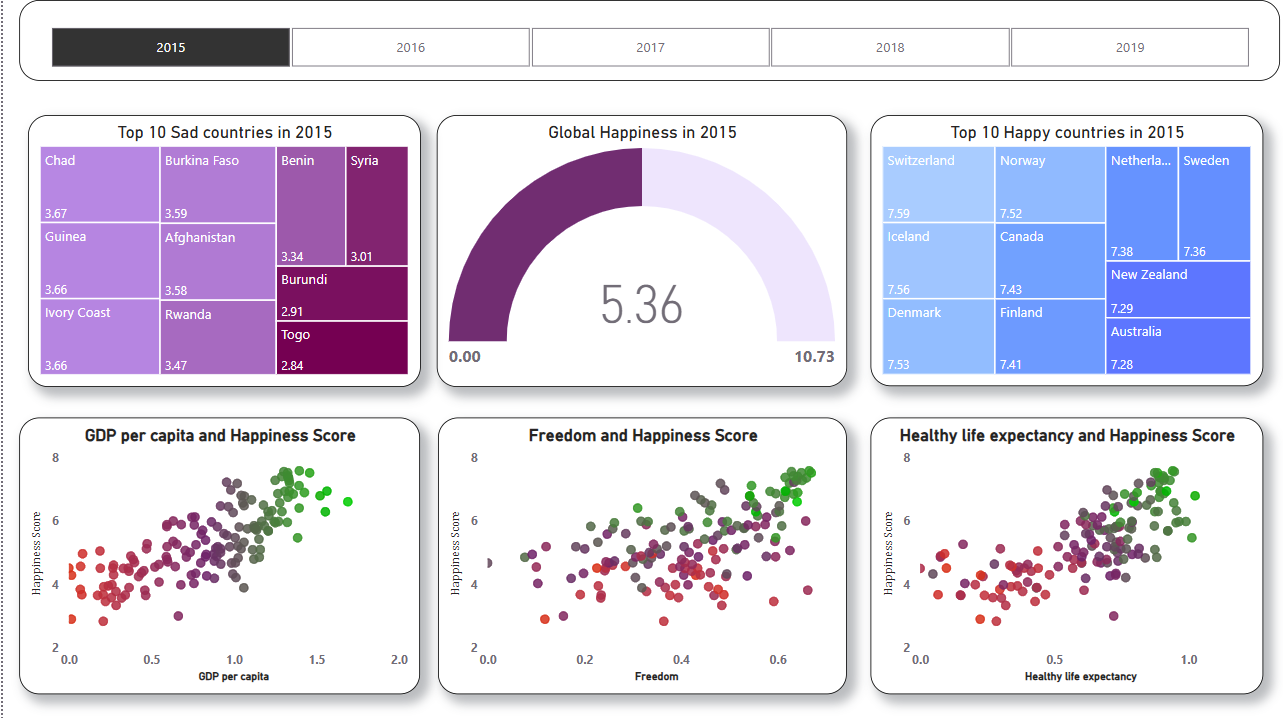 2015 2016 2017 2018 2019
Top 10 Sad countries in 2015
Chad
3.67
Guinea
3.66
Ivory Coast
3.66
Burkina Faso
3.59
Afghanistan
3.58
Rwanda
3.47
Benin
3.34
Syria
3.01
Burundi
2.91
Togo
2.84
Global Happiness in 2015
5.36
0.00 10.73
Top 10 Happy countries in 2015
Switzerland
7.59
Iceland
7.56
Denmark
7.53
Norway
7.52
Canada
7.43
Finland
7.41
Netherla...
7.38
Sweden
7.36
New Zealand
7.29
Australia
7.28
GDP per capita and Happiness Score
Happiness Score
8
6
4
2
0.0 0.5 1.0 1.5 2.0
GDP per capita
Freedom and Happiness Score
Happiness Score
8
6
4
2
0.0 0.2 0.4 0.6
Freedom
Healthy life expectancy and Happiness Score
Happiness Score
8
6
4
2
0.0 0.5 1.0
Healthy life expectancy